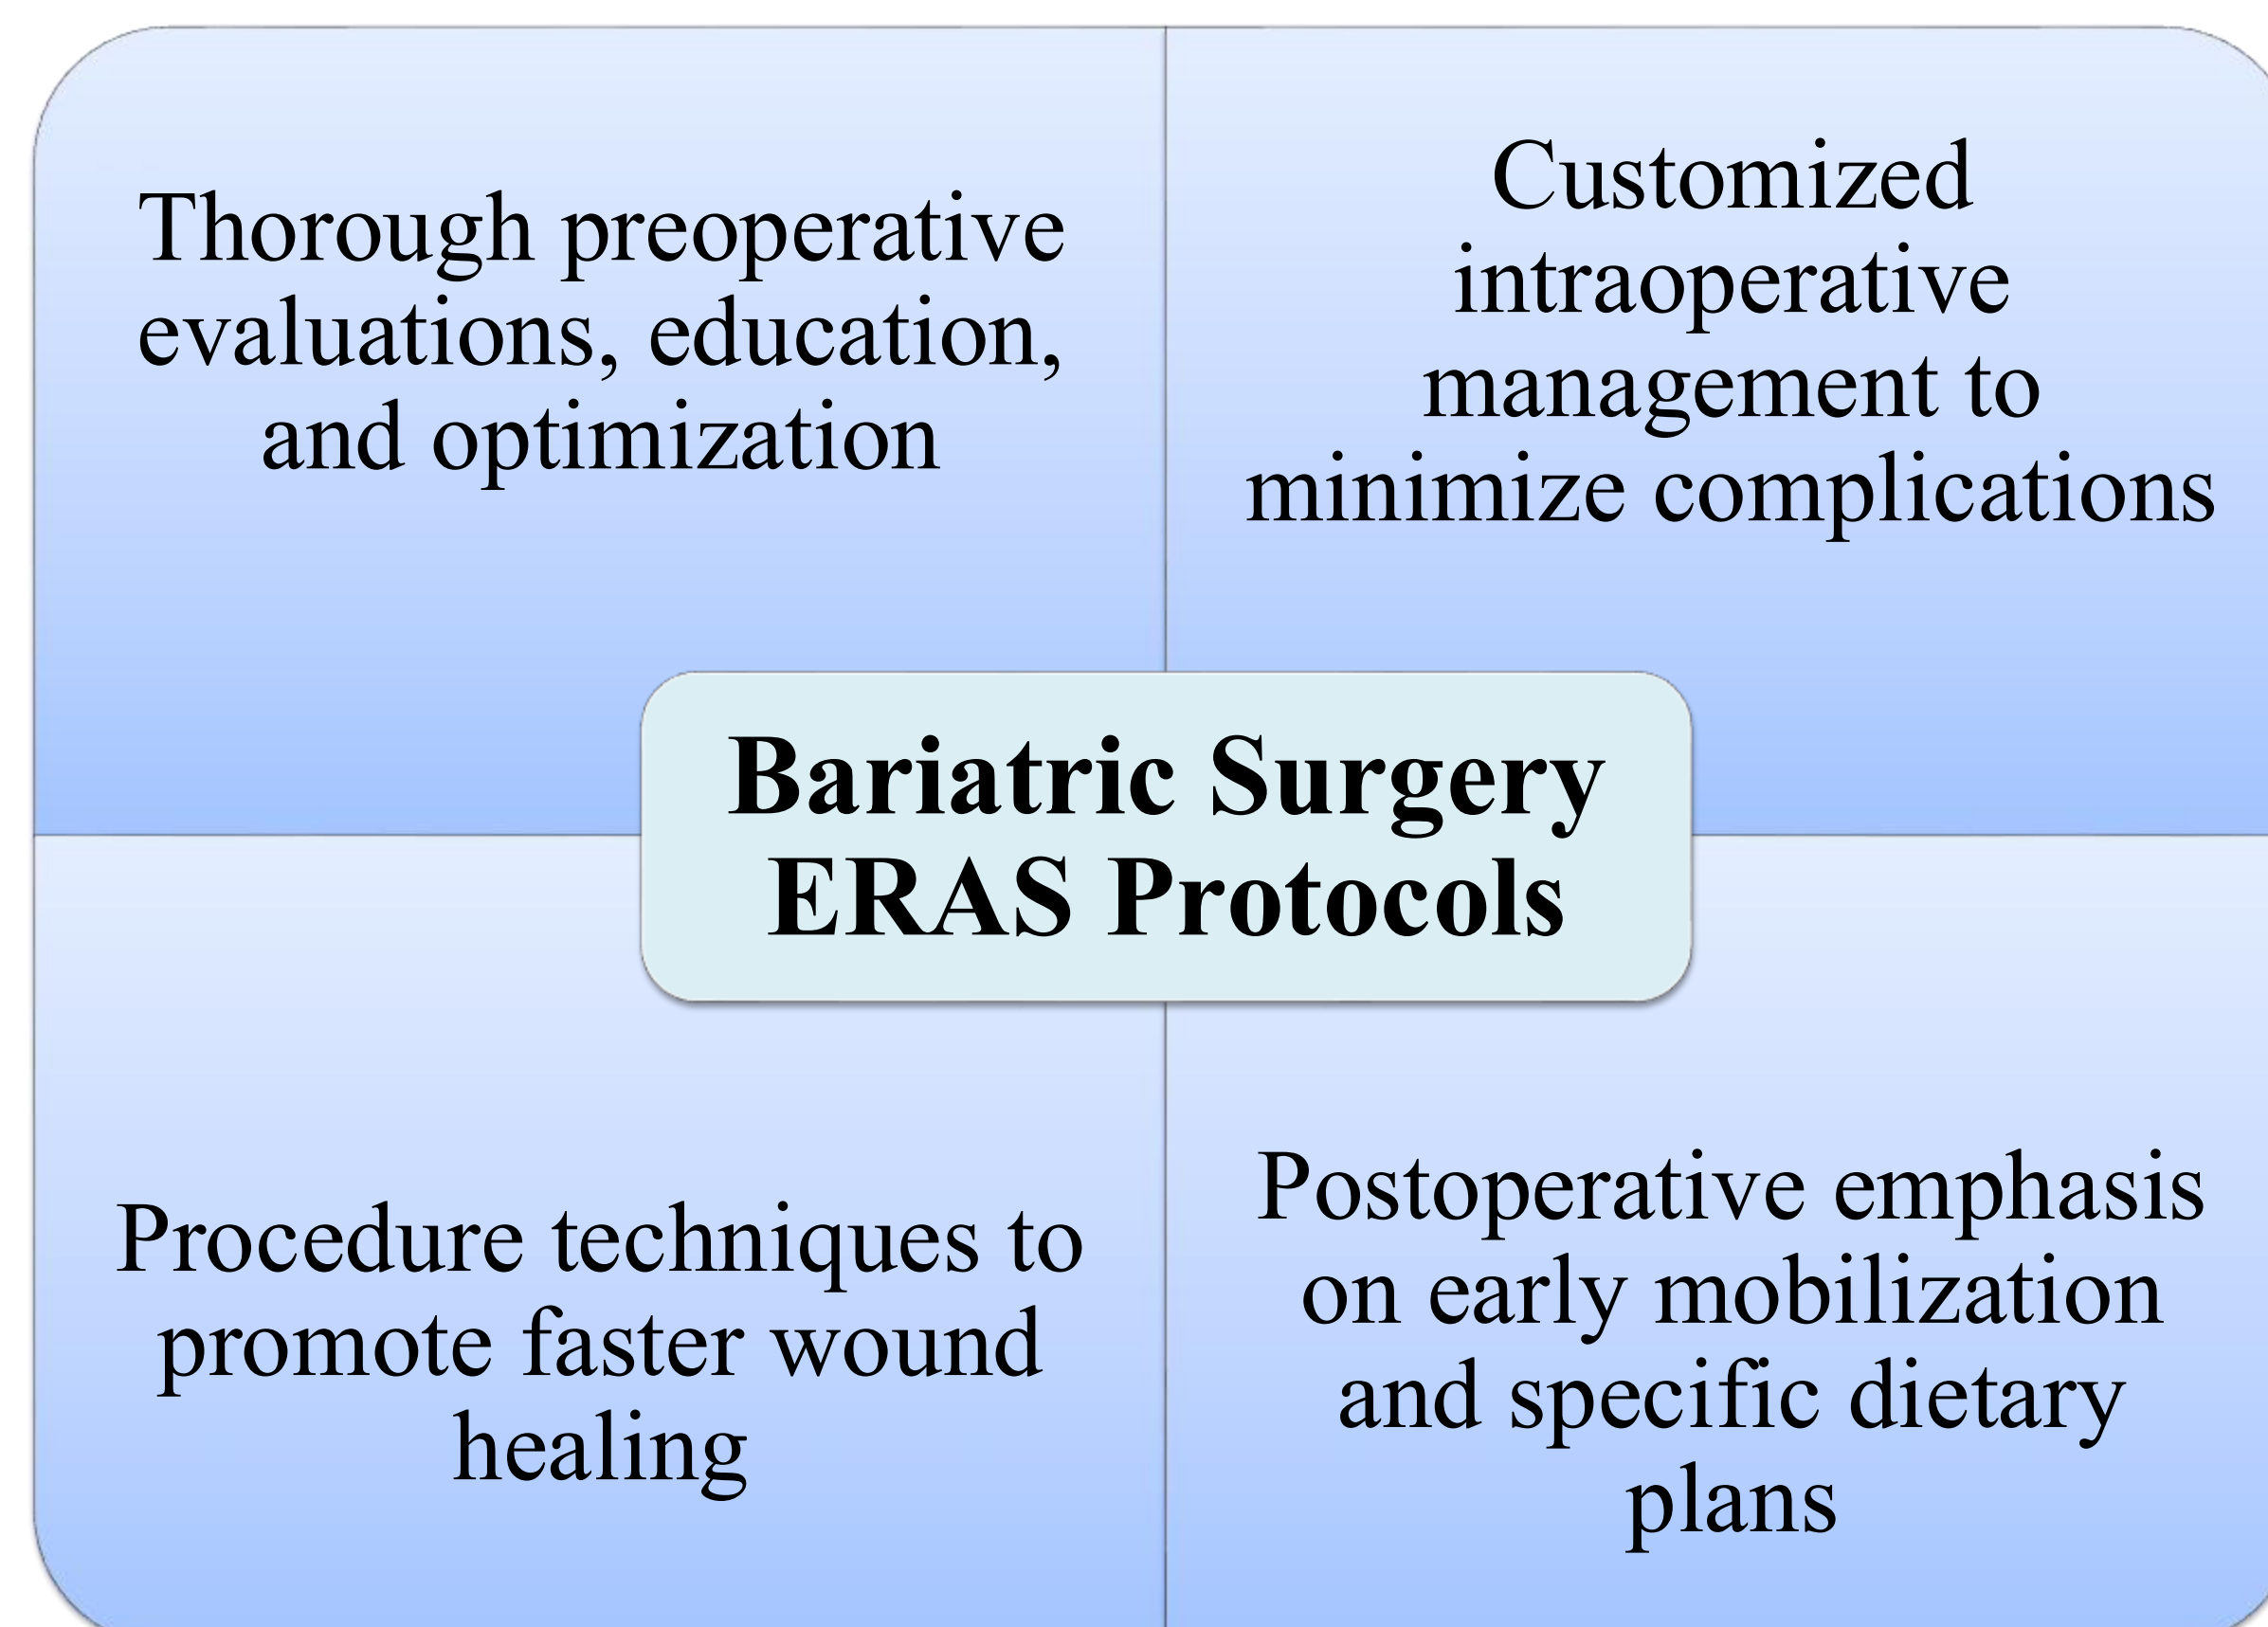 Thorough preoperative
evaluations, education,
and optimization
Customized
intraoperative
management to
minimize complications
Bariatric Surgery
ERAS Protocols
Procedure techniques to
promote faster wound
healing
Postoperative emphasis
on early mobilization
and specific dietary
plans